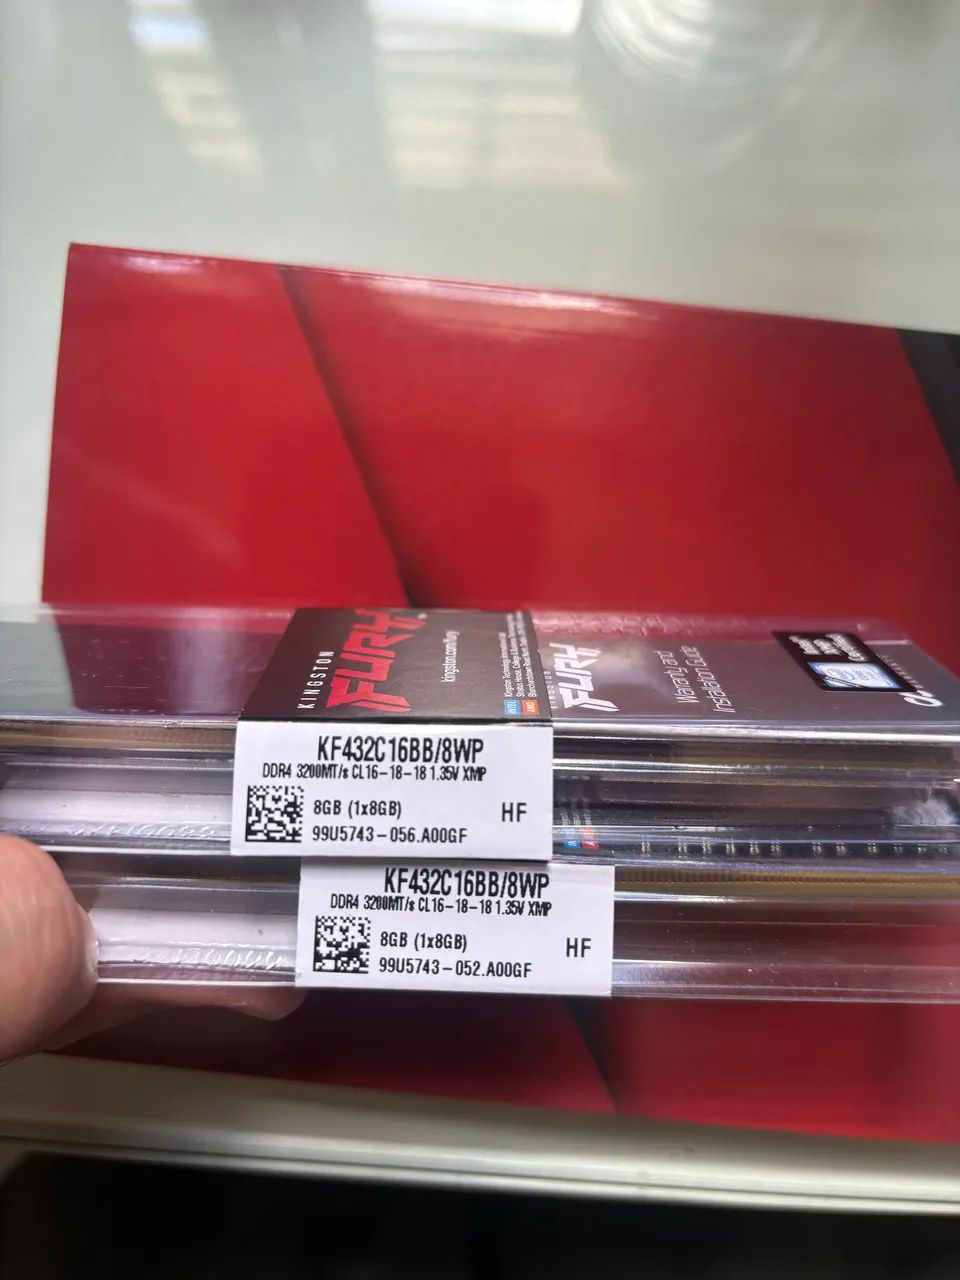 KINGSTON
FURY
kingston.com/fury
INTEL
AMD
FURY
Warranty and
Installation Guide
KF432C16BB/8WP
DDR4 3200MT/s CL16-18-18 1.35V XMP
8GB (1x8GB)
HF
99U5743-056.A00GF
KF432C16BB/8WP
DDR4 3200MT/s CL16-18-18 1.35V XMP
8GB (1x8GB)
HF
99U5743-052.A00GF